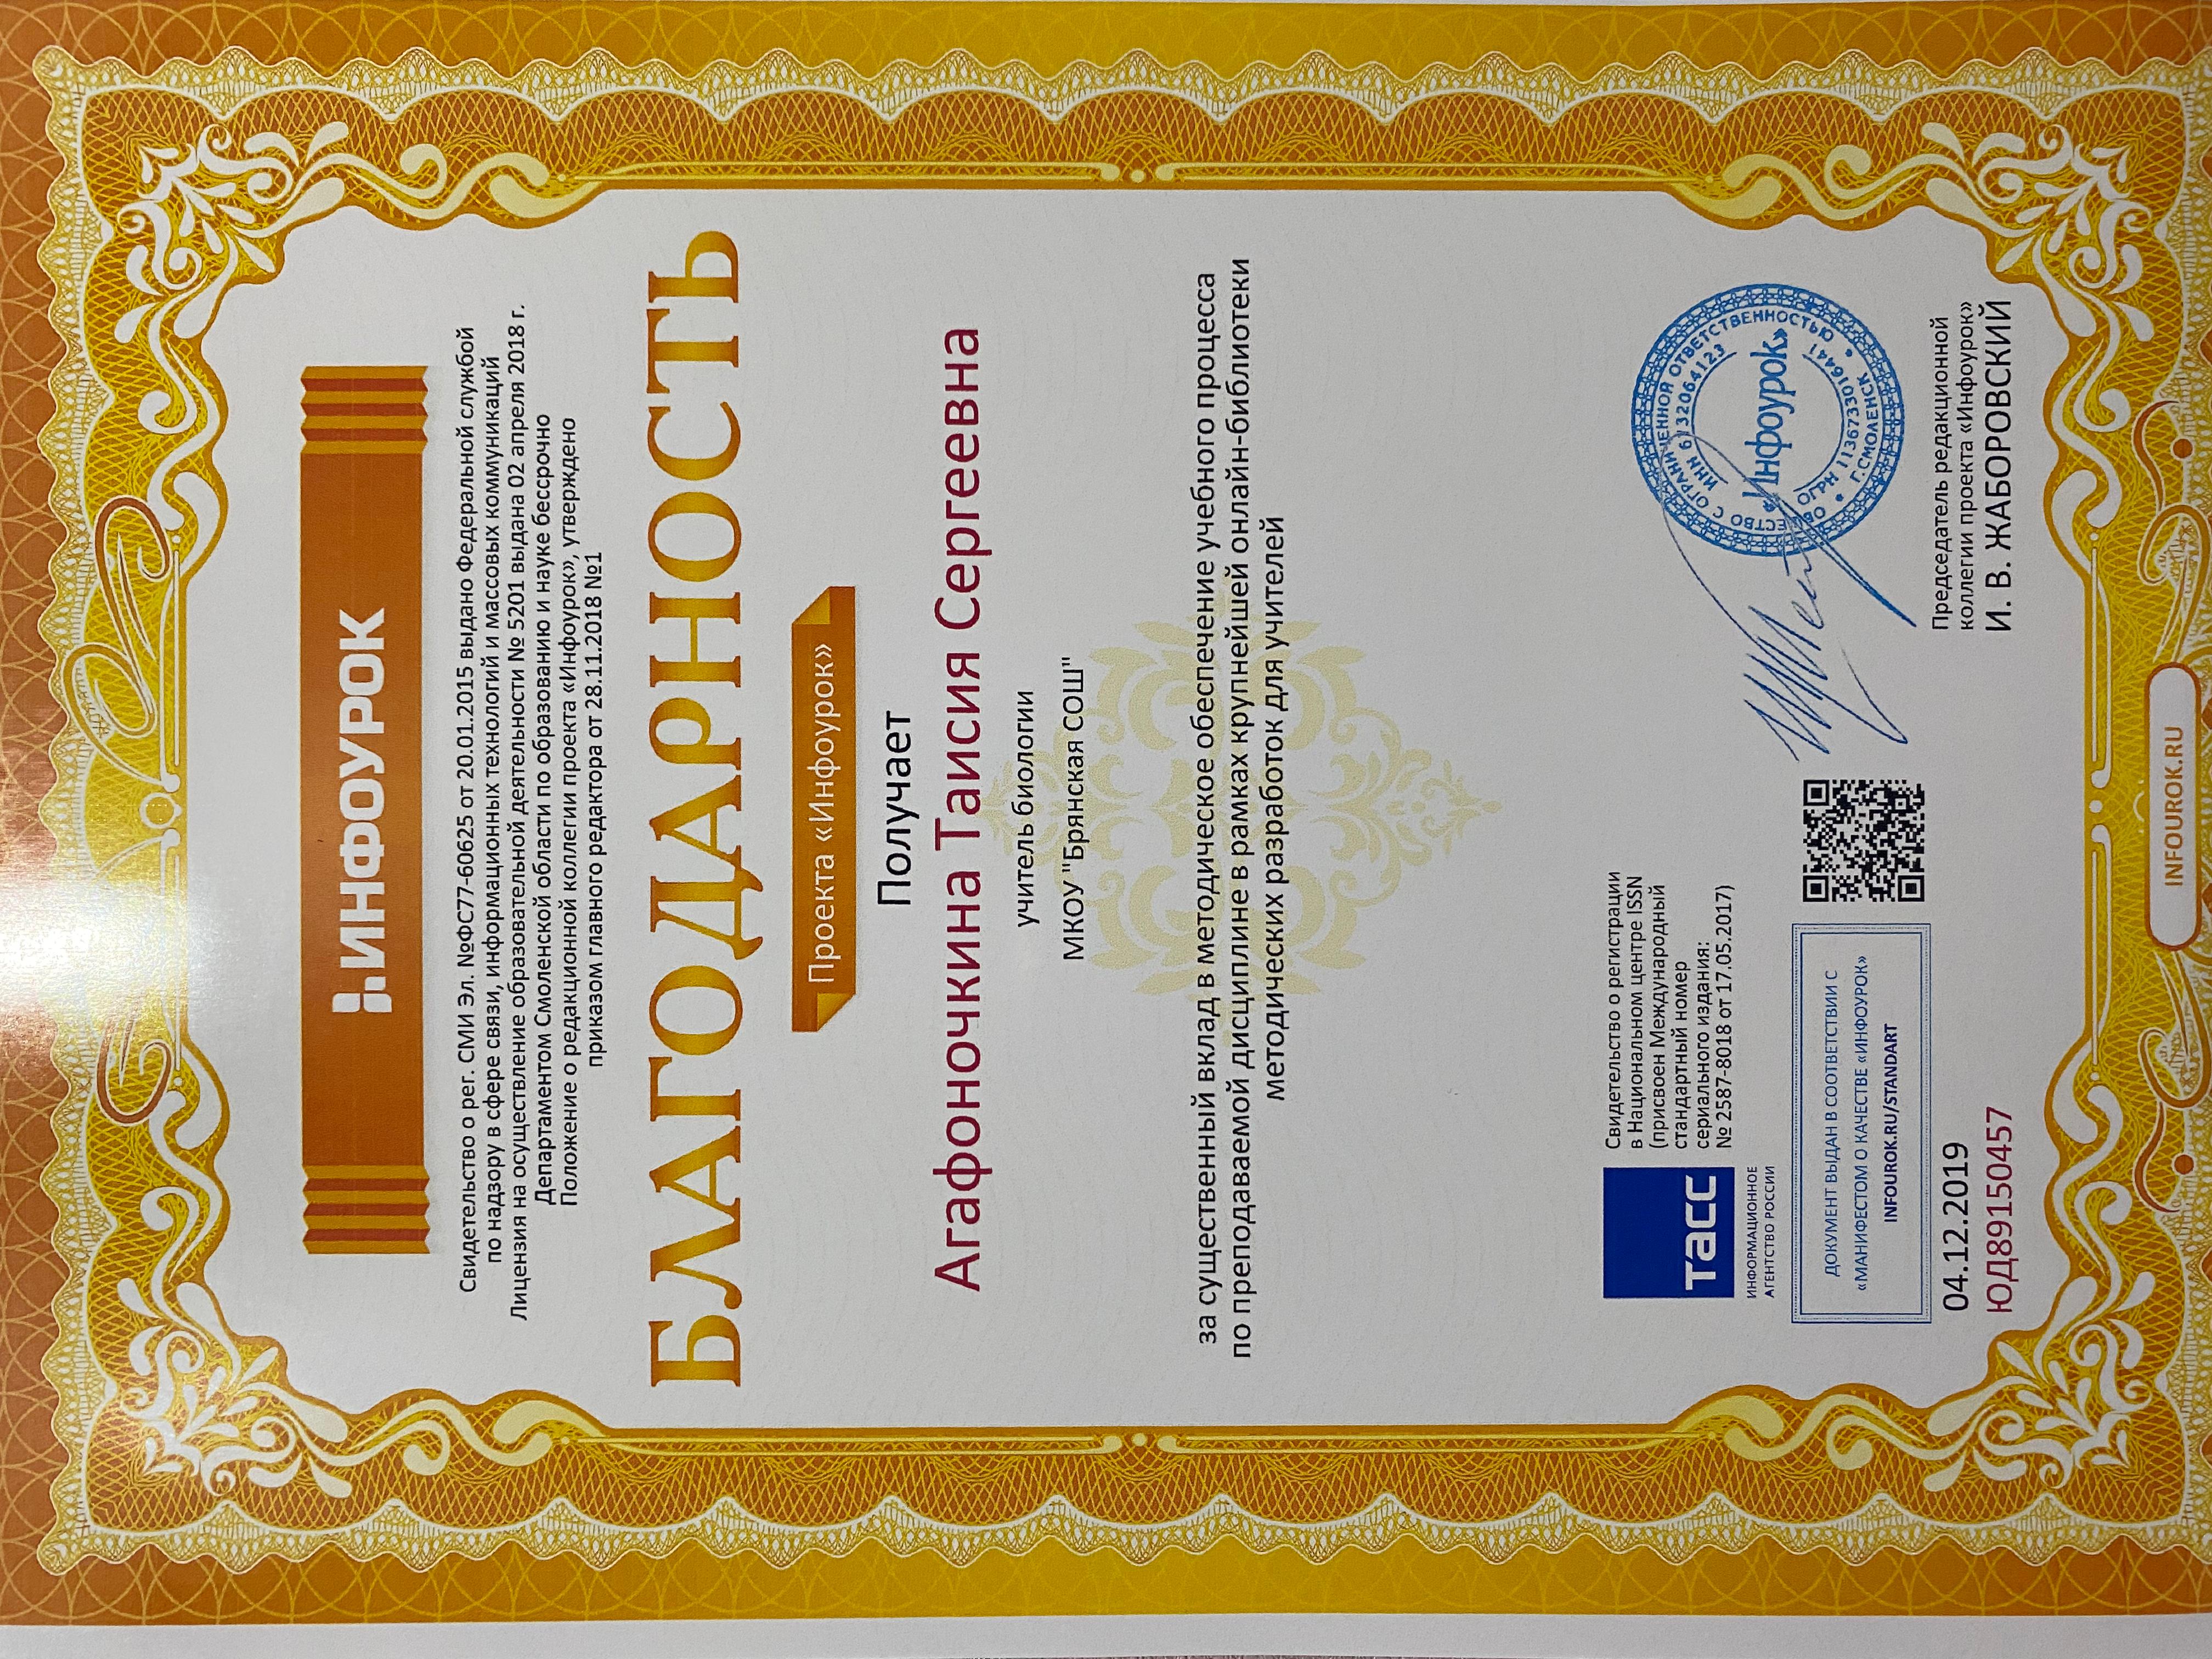 ИНФОУРОК
Свидетельство о рег. СМИ Эл. №ФС77-60625 от 20.01.2015 выдано Федеральной службой
по надзору в сфере связи, информационных технологий и массовых коммуникаций
Лицензия на осуществление образовательной деятельности № 5201 выдана 02 апреля 2018 г.
Департаментом Смоленской области по образованию и науке бессрочно
Положение о редакционной коллегии проекта «Инфоурок», утверждено
приказом главного редактора от 28.11.2018 №1
БЛАГОДАРНОСТЬ
Проекта «Инфоурок»
Получает
Агафоночкина Таисия Сергеевна
учитель биологии
МКОУ "Брянская СОШ"
за существенный вклад в методическое обеспечение учебного процесса
по преподаваемой дисциплине в рамках крупнейшей онлайн-библиотеки
методических разработок для учителей
тасс
ИНФОРМАЦИОННОЕ
АГЕНТСТВО РОССИИ
Свидетельство о регистрации
в Национальном центре ISSN
(присвоен Международный
стандартный номер
сериального издания:
№ 2587-8018 от 17.05.2017)
ДОКУМЕНТ ВЫДАН В СООТВЕТСТВИИ С
«МАНИФЕСТОМ О КАЧЕСТВЕ «ИНФОУРОК»
INFOUROK.RU/STANDART
04.12.2019
ЮД89150457
ОБЩЕСТВО С ОГРАНИЧЕННОЙ ОТВЕТСТВЕННОСТЬЮ
ИНН 6732064123
«Инфоурок»
ОГРН 1136733016441
Г.СМОЛЕНСК
Председатель редакционной
коллегии проекта «Инфоурок»
И. В. ЖАБОРОВСКИЙ
INFOUROK.RU